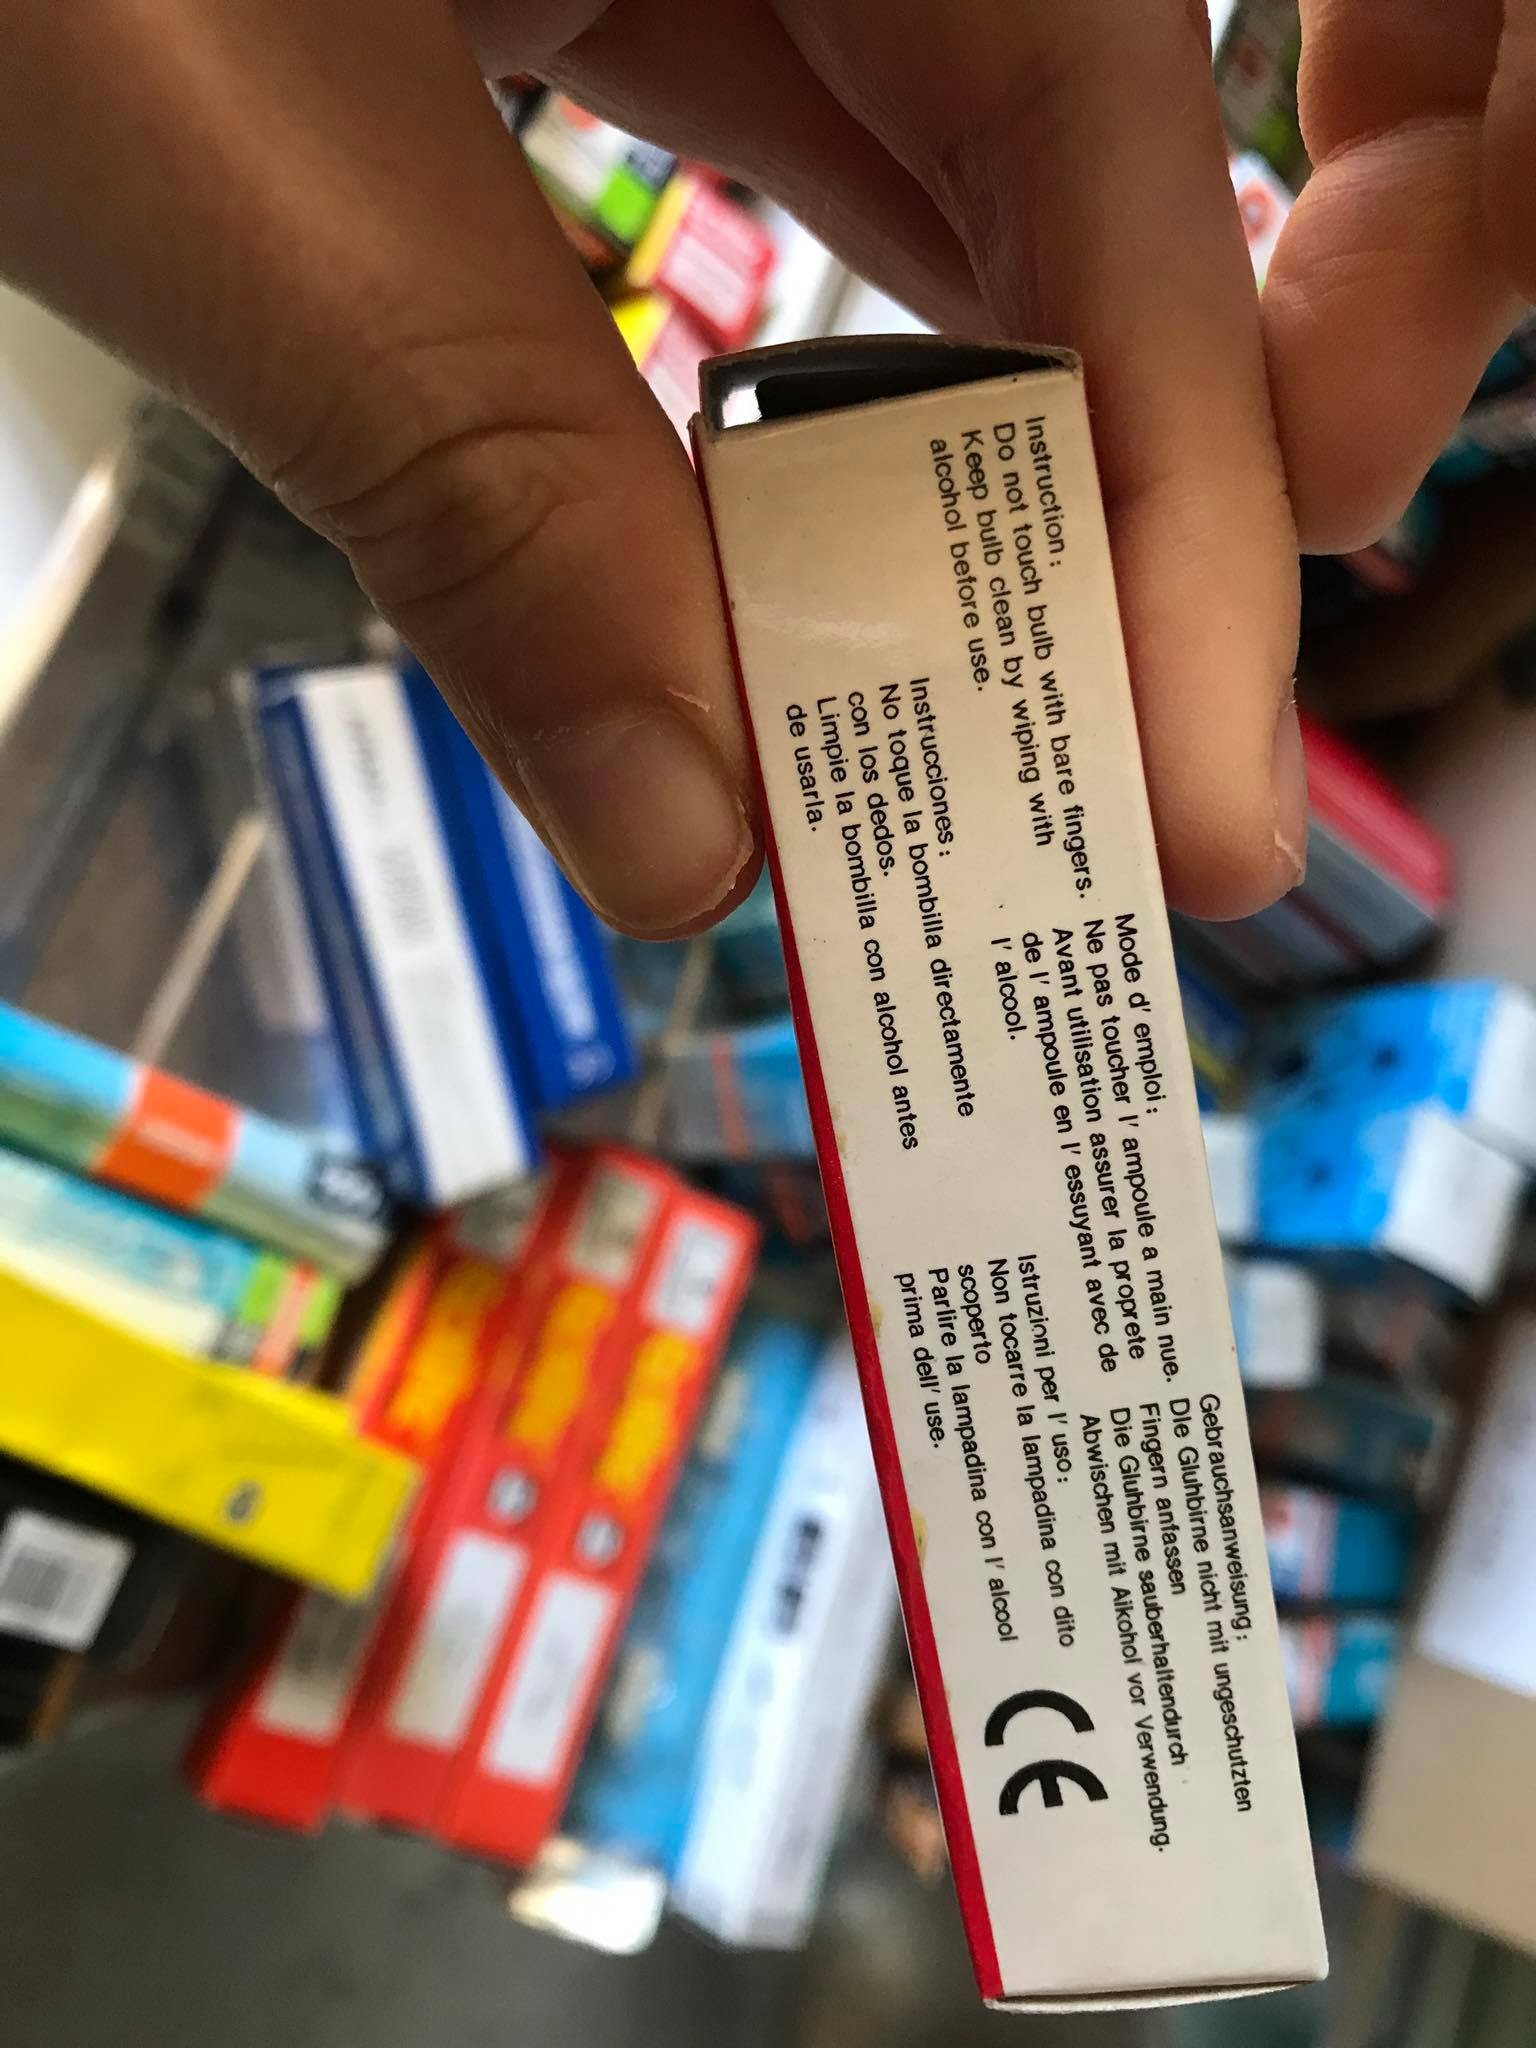 Instruction :
Do not touch bulb with bare fingers.
Keep bulb clean by wiping with
alcohol before use.
Mode d' emploi :
Ne pas toucher l' ampoule a main nue.
Avant utilisation assurer la proprete
de l' ampoule en l' essuyant avec de
l' alcool.
Gebrauchsanweisung :
DIe Gluhbirne nicht mit ungeschutzten
Fingern anfassen
Die Gluhbirne sauberhaltendurch
Abwischen mit Aikohol vor Verwendung.
Instrucciones :
No toque la bombilla directamente
con los dedos.
Limpie la bombilla con alcohol antes
de usarla.
Istruzioni per l' uso :
Non tocarre la lampadina con dito
scoperto
Parlire la lampadina con l' alcool
prima dell' use.
CE